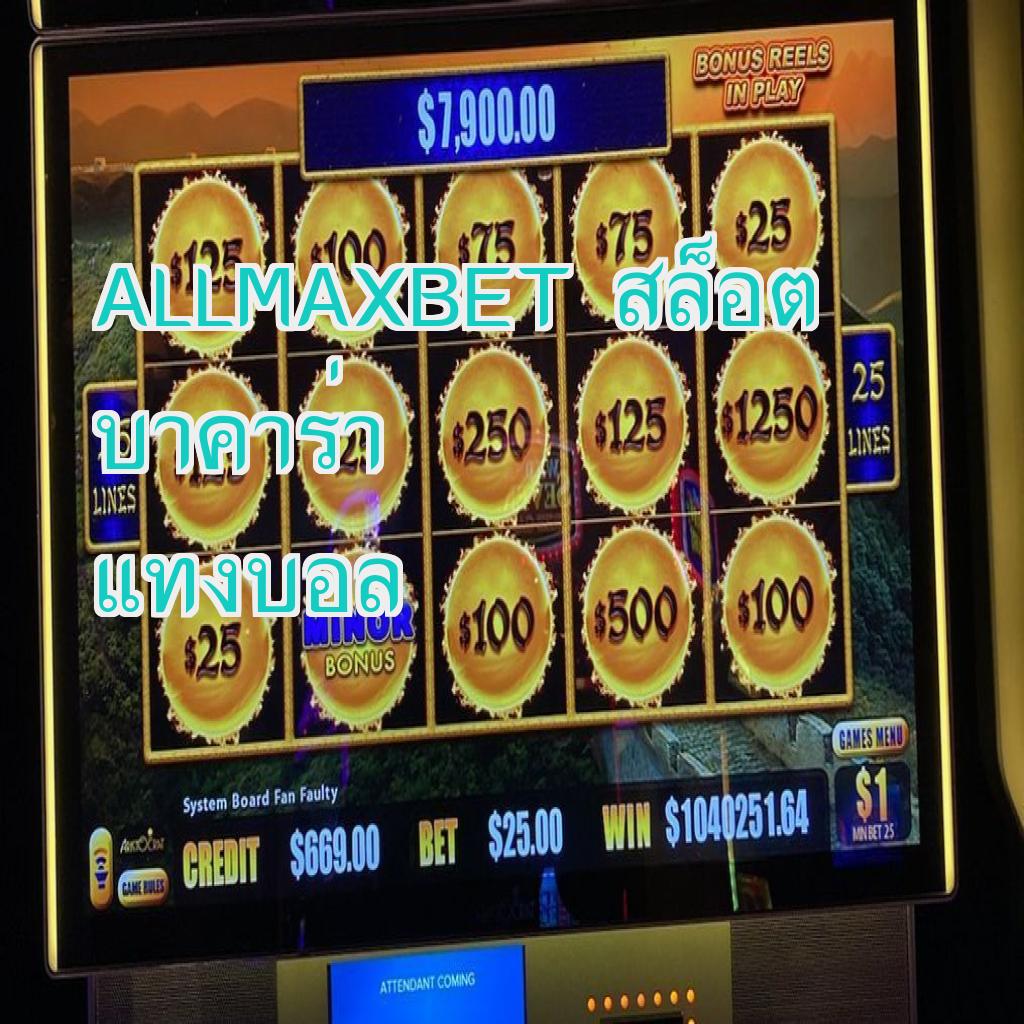 BONUS REELS
IN PLAY
$7,900.00
$125 $100 $75 $75 $25
ALLMAXBET สล็อต
$250 $125 $1250
25
LINES
LINES
บาคาร่า
แทงบอล
$25 MINOR
BONUS
$100 $500 $100
GAMES MENU
System Board Fan Faulty
$1
MIN BET 25
ARISTOCRAT
GAME RULES
CREDIT $669.00 BET $25.00 WIN $1040251.64
ATTENDANT COMING